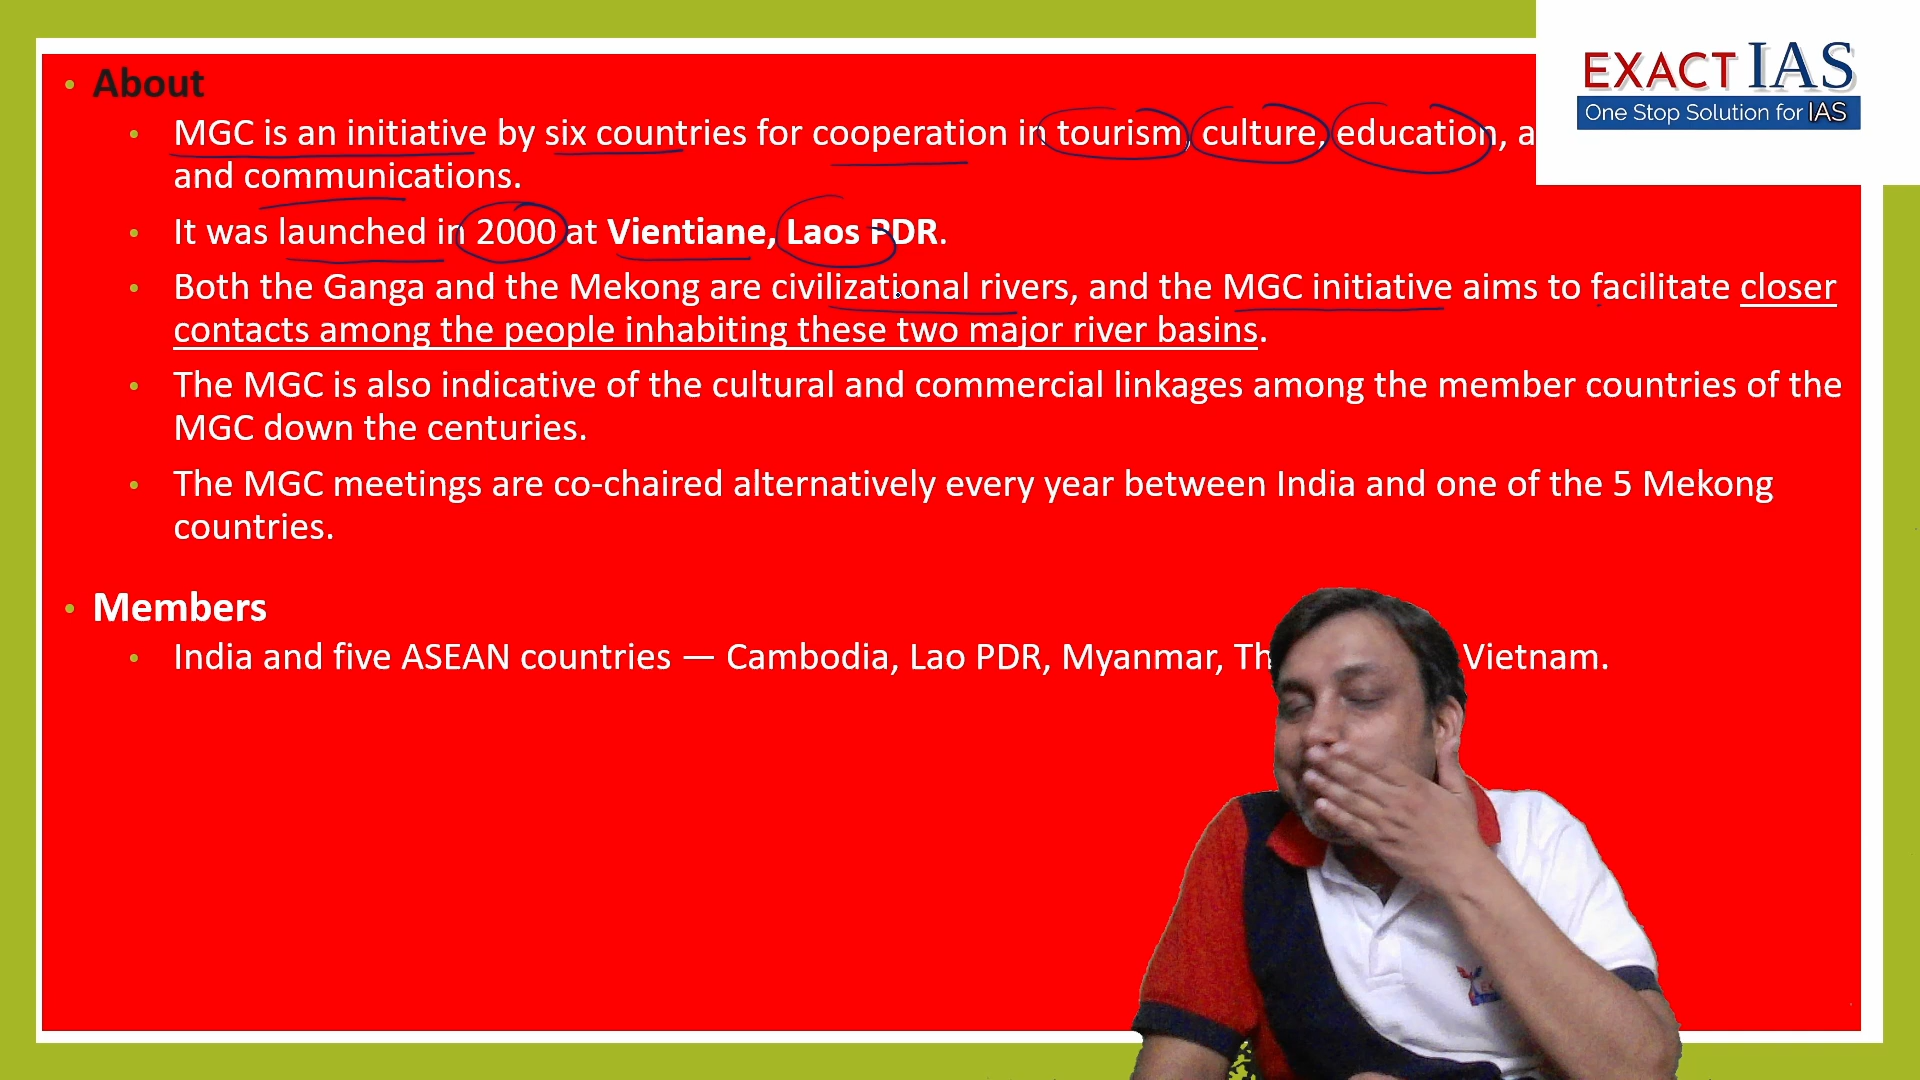 About
MGC is an initiative by six countries for cooperation in tourism, culture, education,
and communications.
It was launched in 2000 at Vientiane, Laos PDR.
Both the Ganga and the Mekong are civilizational rivers, and the MGC initiative aims to facilitate closer
contacts among the people inhabiting these two major river basins.
The MGC is also indicative of the cultural and commercial linkages among the member countries of the
MGC down the centuries.
The MGC meetings are co-chaired alternatively every year between India and one of the 5 Mekong
countries.
Members
India and five ASEAN countries — Cambodia, Lao PDR, Myanmar, Vietnam.
EXACT IAS
One Stop Solution for IAS